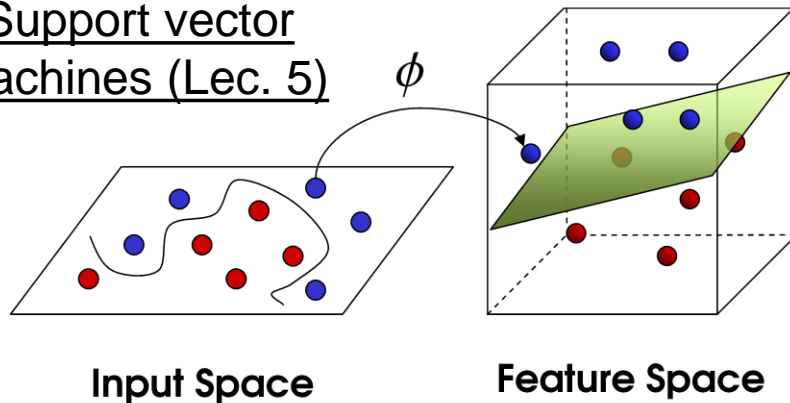 Support vector
achines (Lec. 5)
ϕ
Input Space
Feature Space